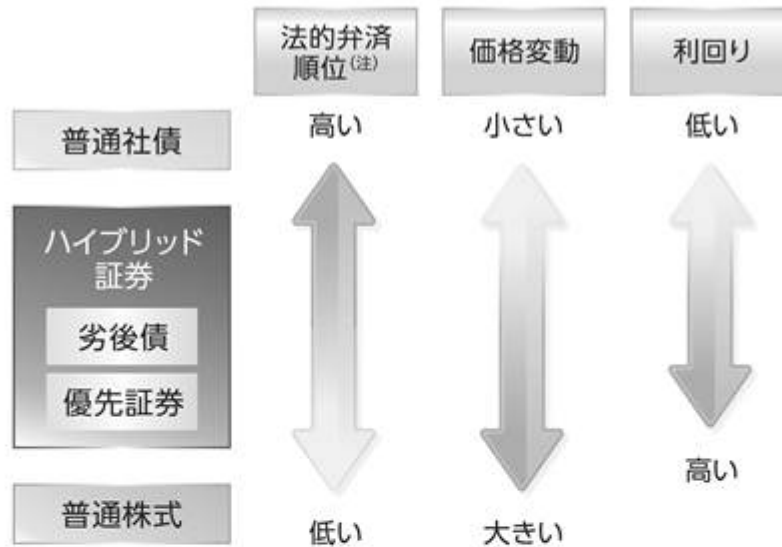 法的弁済
順位(注)
価格変動
利回り
普通社債
高い
小さい
低い
ハイブリッド
証券
劣後債
優先証券
高い
普通株式
低い
大きい